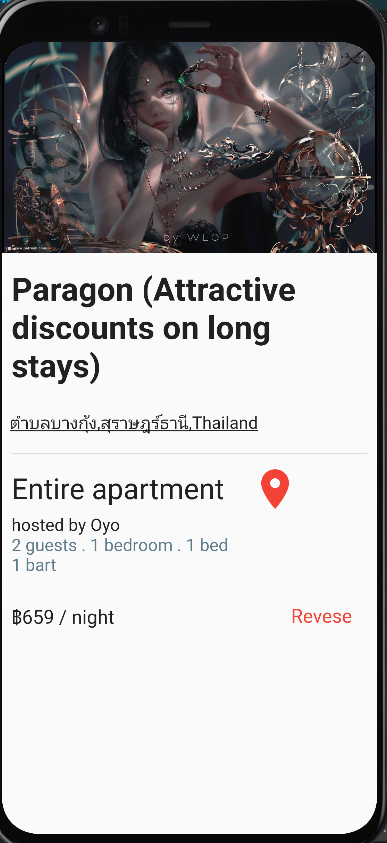 BY WLOP
Paragon (Attractive
discounts on long
stays)
ตำบลบางกุ้ง,สุราษฎร์ธานี,Thailand
Entire apartment
hosted by Oyo
2 guests . 1 bedroom . 1 bed
1 bart
฿659 / night
Revese